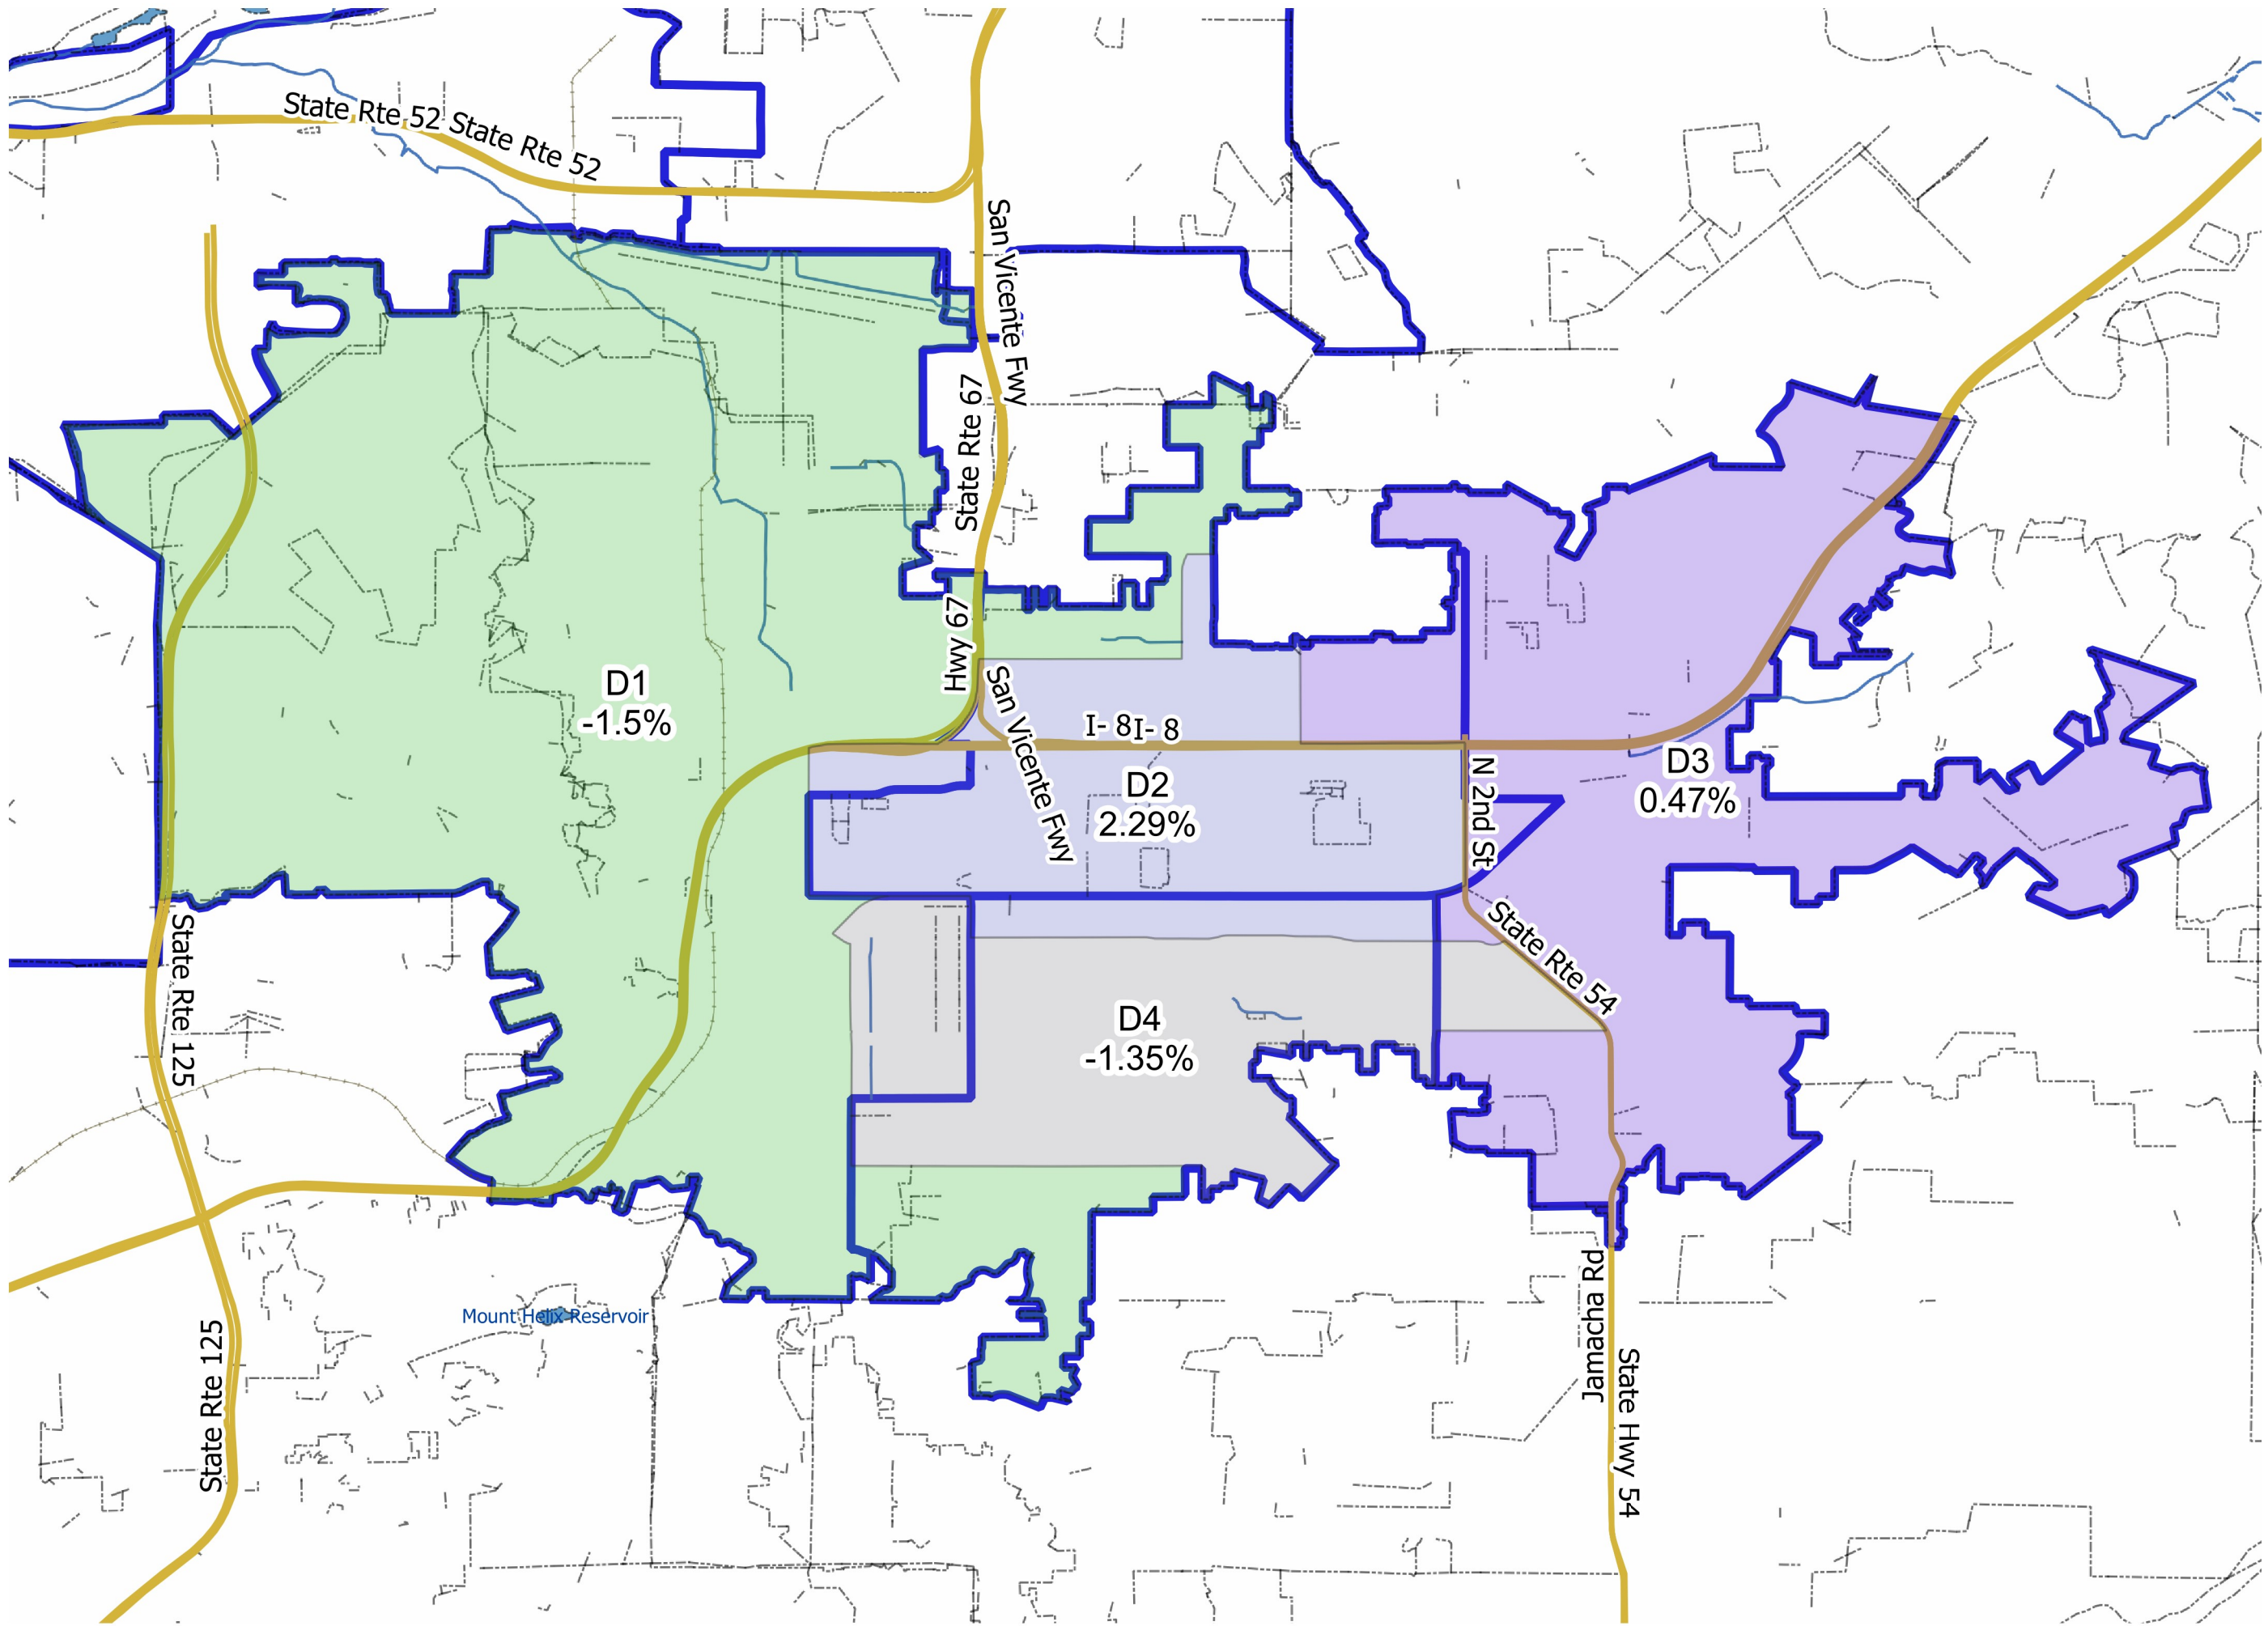 State Rte 52 State Rte 52
San Vicente Fwy
State Rte 67
Hwy 67
D1
-1.5%
San Vicente Fwy
I- 8I- 8
D2
2.29%
N 2nd St
D3
0.47%
State Rte 125
State Rte 54
D4
-1.35%
Mount Helix Reservoir
State Rte 125
Jamacha Rd
State Hwy 54